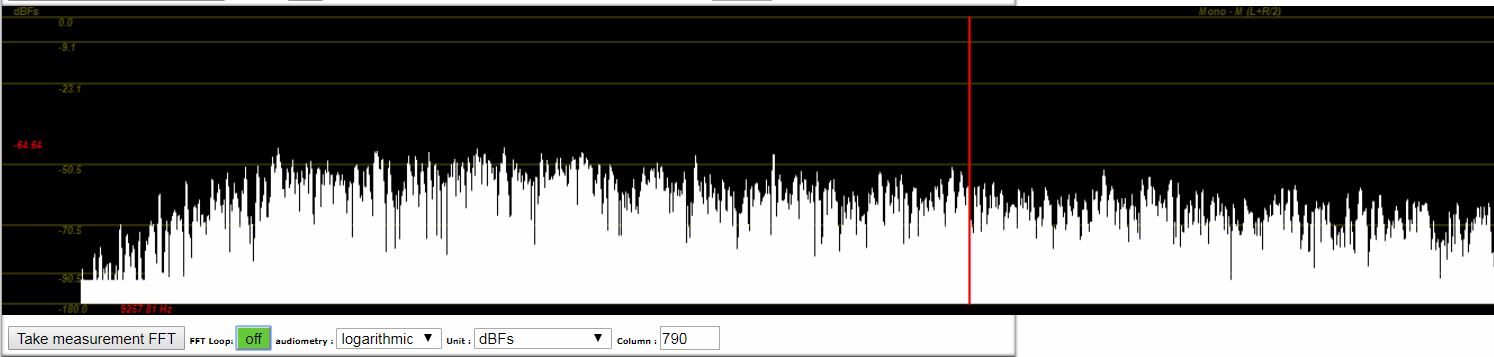 dBFs Mono - M (L+R/2)
0.0
-9.1
-23.1
-64.64
-50.5
-70.5
-90.5
-180.0 9257.81 Hz
Take measurement FFT FFT Loop: off audiometry : logarithmic Unit : dBFs Column : 790